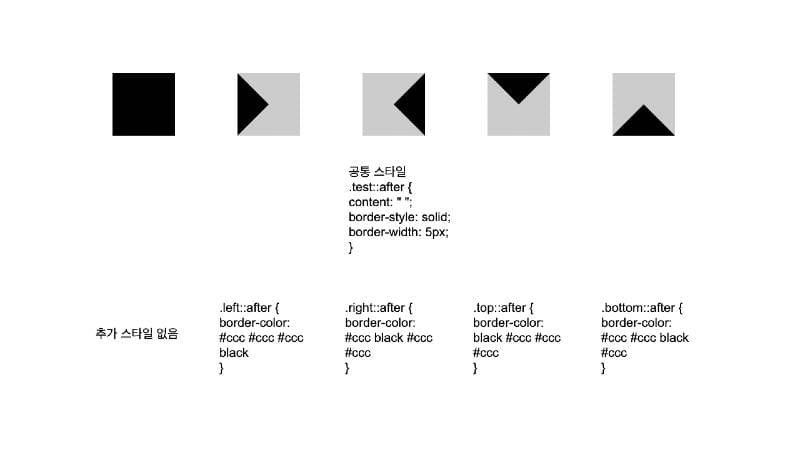 공통 스타일
.test::after {
content: " ";
border-style: solid;
border-width: 5px;
}
추가 스타일 없음
.left::after {
border-color:
#ccc #ccc #ccc
black
}
.right::after {
border-color:
#ccc black #ccc
#ccc
}
.top::after {
border-color:
black #ccc #ccc
#ccc
}
.bottom::after {
border-color:
#ccc #ccc black
#ccc
}